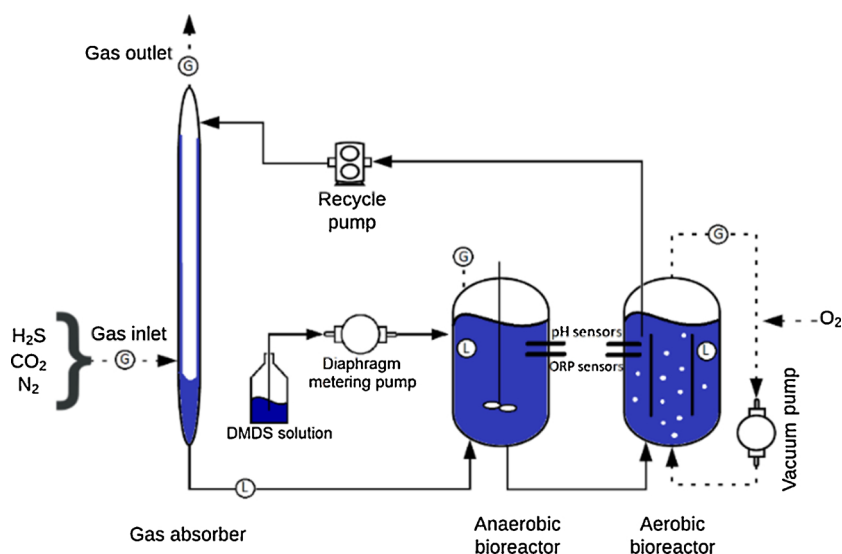 Gas outlet
G
Recycle
pump
G
G
H₂S
CO₂
N₂
Gas inlet
G
O₂
pH sensors
L
L
ORP sensors
Diaphragm
metering pump
DMDS solution
Vacuum pump
L
Gas absorber
Anaerobic
bioreactor
Aerobic
bioreactor